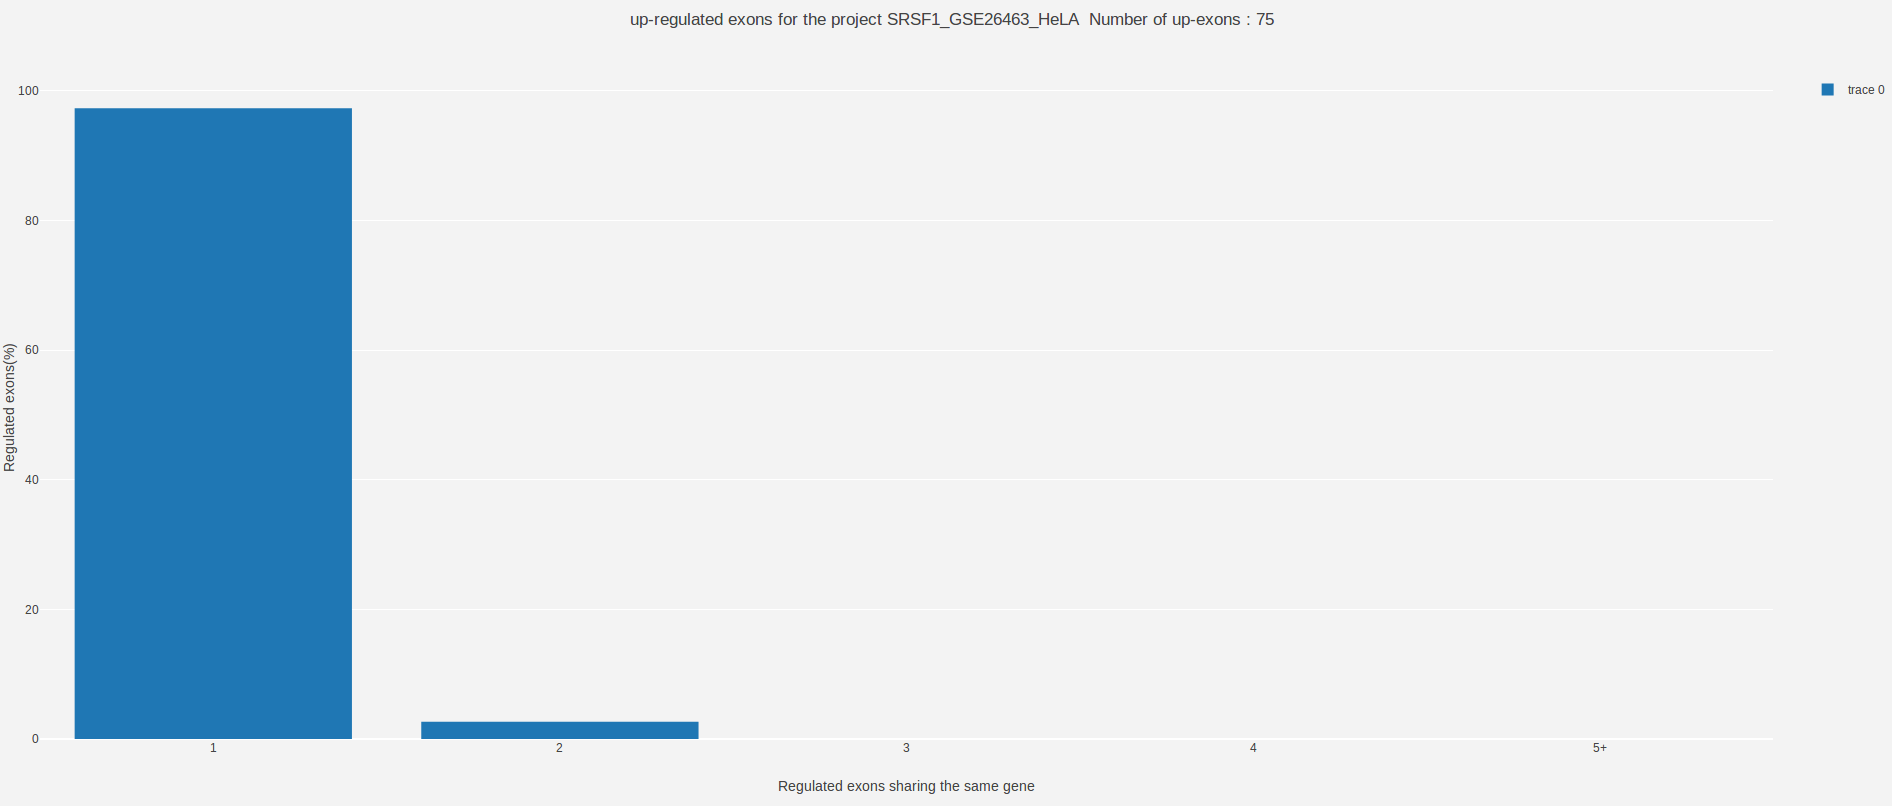 up-regulated exons for the project SRSF1_GSE26463_HeLA  Number of up-exons : 75
trace 0
Regulated exons(%)
100
80
60
40
20
0
1
2
3
4
5+
Regulated exons sharing the same gene